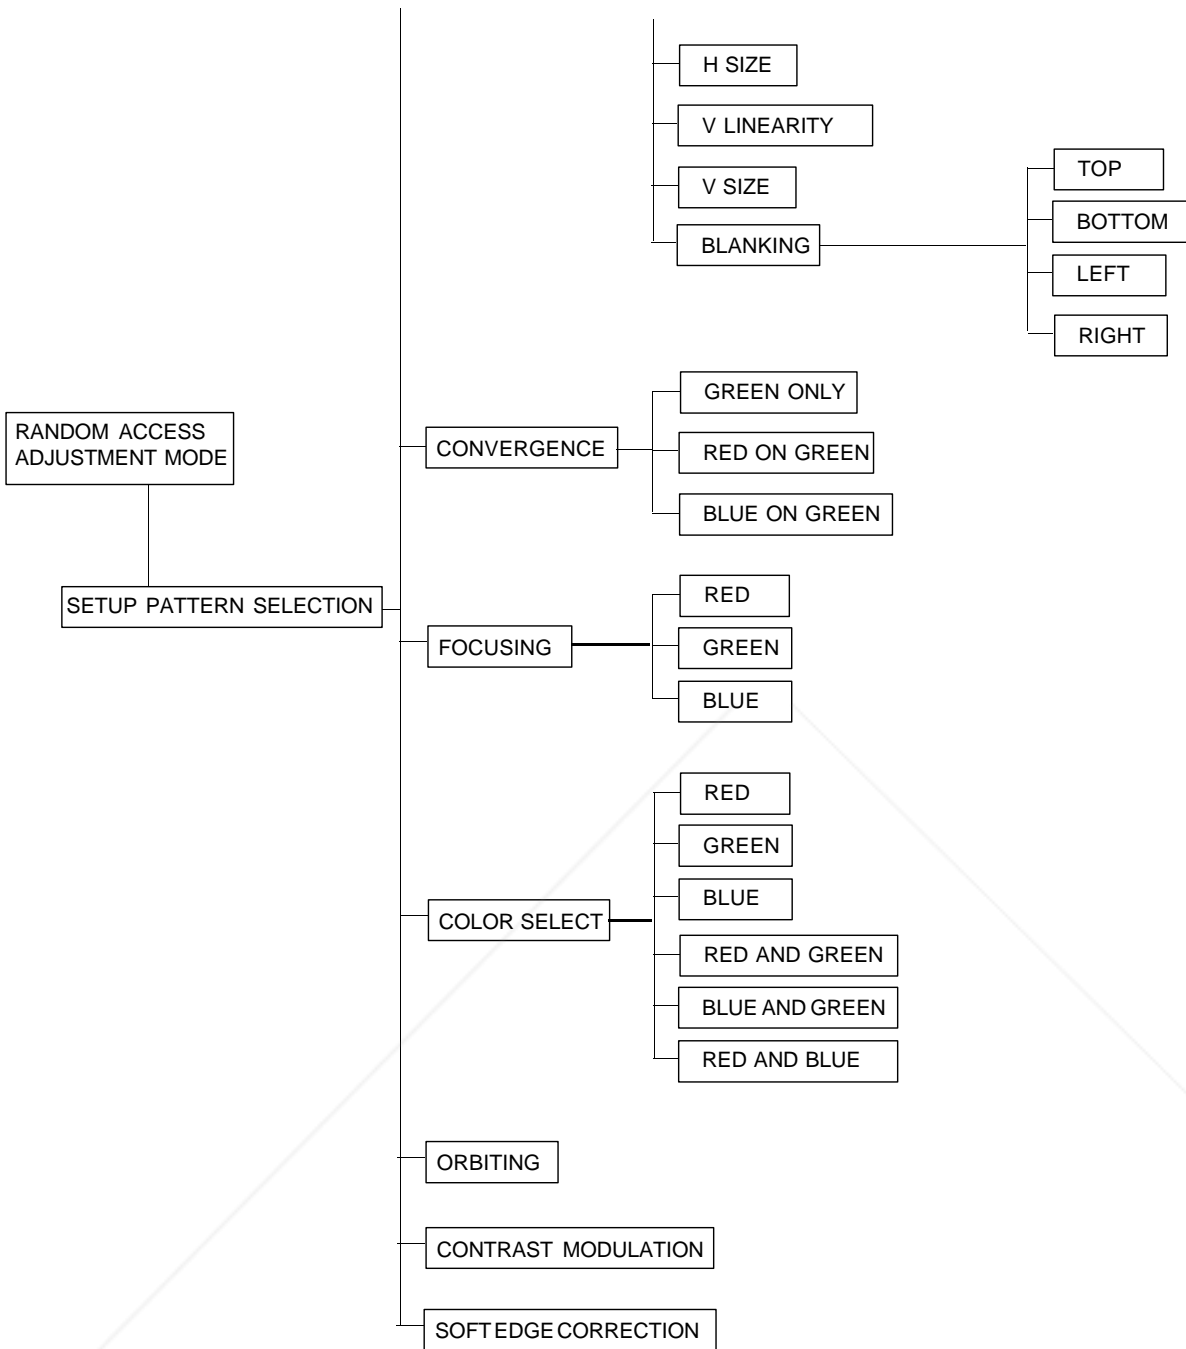 H SIZE
V LINEARITY
V SIZE
BLANKING
TOP
BOTTOM
LEFT
RIGHT
RANDOM ACCESS
ADJUSTMENT MODE
SETUP PATTERN SELECTION
CONVERGENCE
GREEN ONLY
RED ON GREEN
BLUE ON GREEN
FOCUSING
RED
GREEN
BLUE
COLOR SELECT
RED
GREEN
BLUE
RED AND GREEN
BLUE AND GREEN
RED AND BLUE
ORBITING
CONTRAST MODULATION
SOFT EDGE CORRECTION